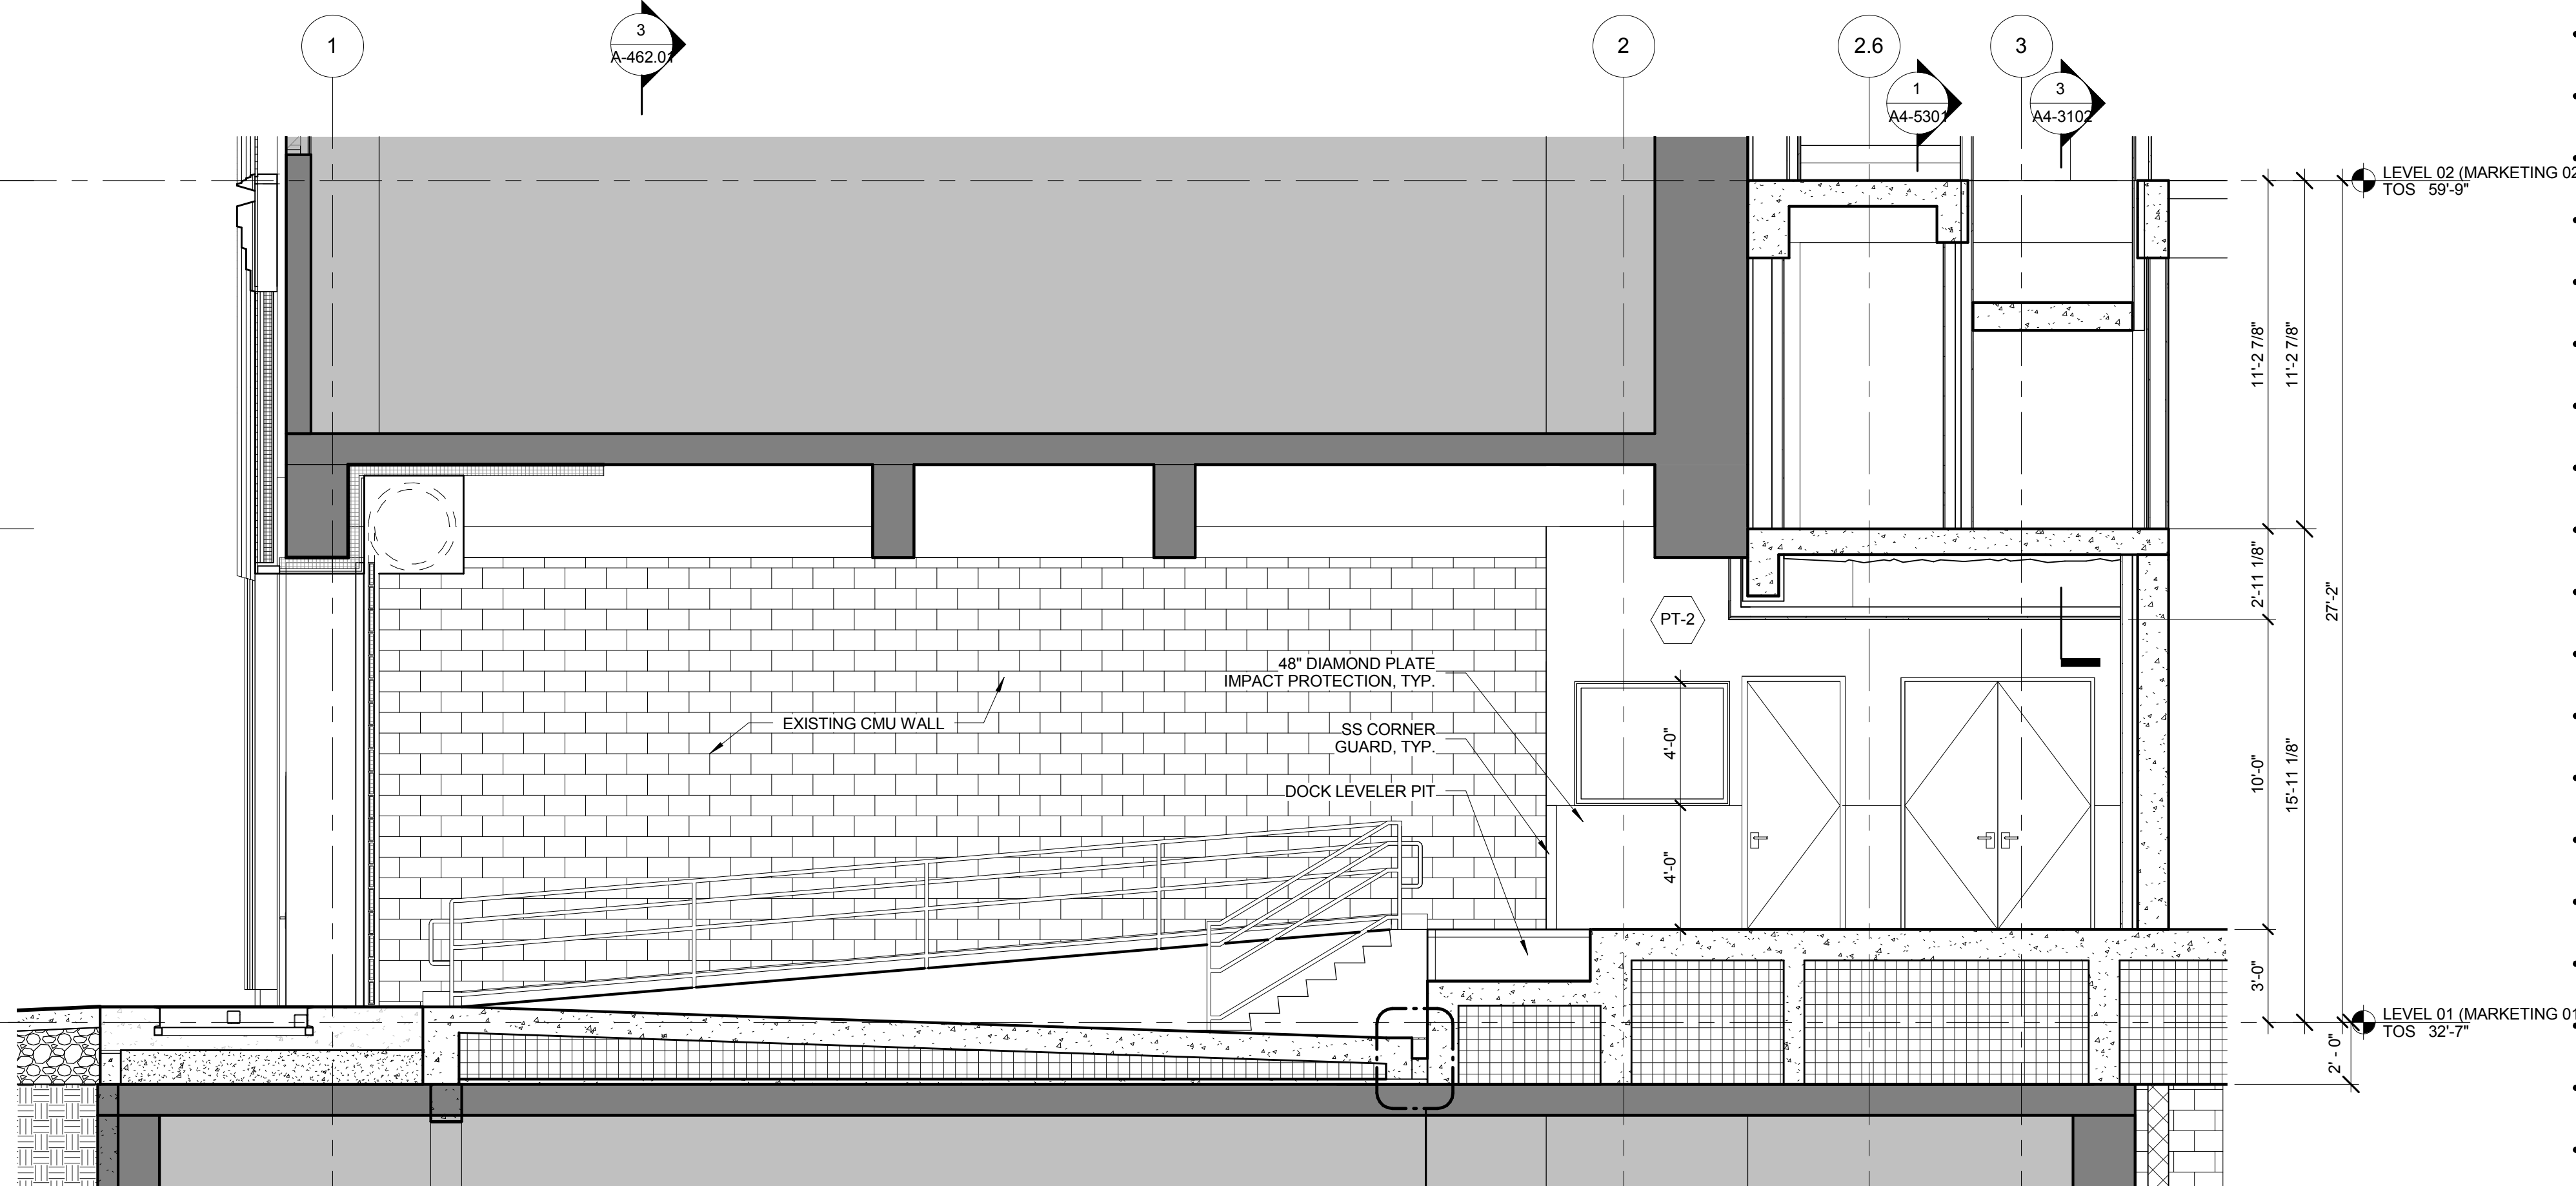 1
3
A-462.01
2
2.6
3
1
A4-5301
3
A4-3102
LEVEL 02 (MARKETING 02
TOS 59'-9"
11'-2 7/8"
11'-2 7/8"
2'-11 1/8"
27'-2"
PT-2
48" DIAMOND PLATE
IMPACT PROTECTION, TYP.
EXISTING CMU WALL
SS CORNER
GUARD, TYP.
4'-0"
DOCK LEVELER PIT
10'-0"
15'-11 1/8"
4'-0"
3'-0"
LEVEL 01 (MARKETING 01
TOS 32'-7"
2' - 0"